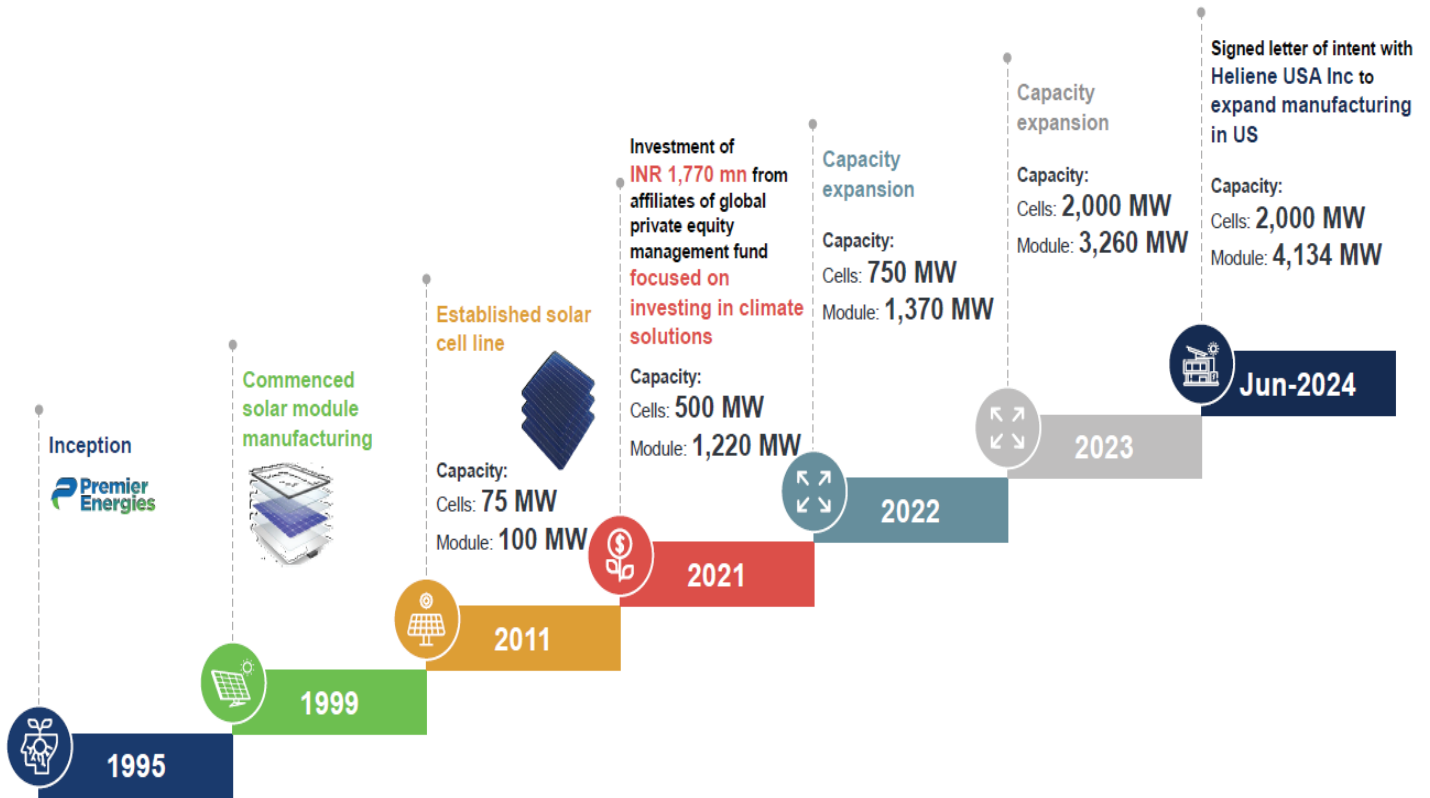 Inception
Premier
Energies
1995
Commenced
solar module
manufacturing
1999
Established solar
cell line
Capacity:
Cells: 75 MW
Module: 100 MW
2011
Investment of
INR 1,770 mn from
affiliates of global
private equity
management fund
focused on
investing in climate
solutions
Capacity:
Cells: 500 MW
Module: 1,220 MW
2021
Capacity
expansion
Capacity:
Cells: 750 MW
Module: 1,370 MW
2022
Capacity
expansion
Capacity:
Cells: 2,000 MW
Module: 3,260 MW
2023
Signed letter of intent with
Heliene USA Inc to
expand manufacturing
in US
Capacity:
Cells: 2,000 MW
Module: 4,134 MW
Jun-2024